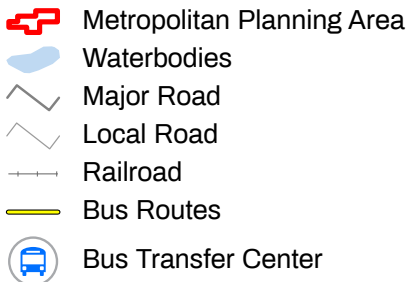 Metropolitan Planning Area
Waterbodies
Major Road
Local Road
Railroad
Bus Routes
Bus Transfer Center